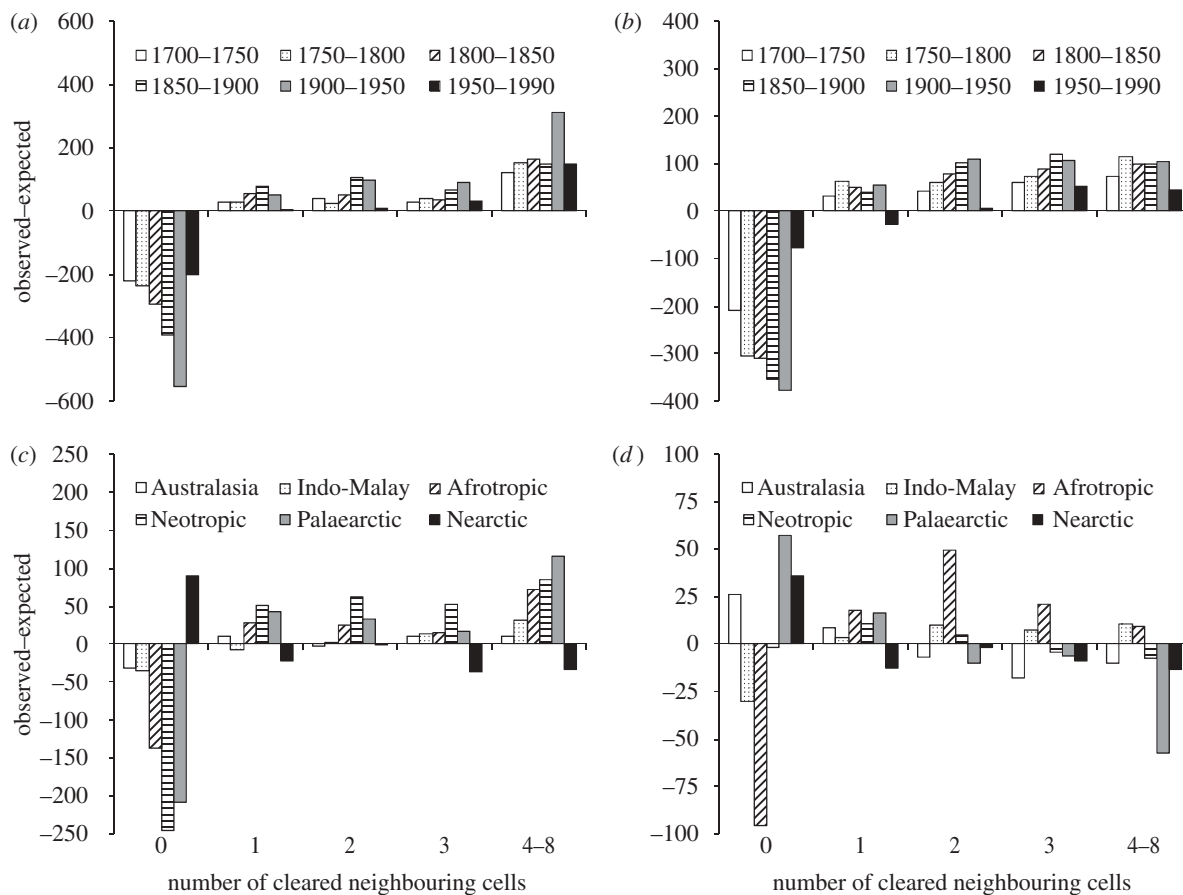 (a)
600
400
200
0
–200
–400
–600
observed–expected
1700–1750 1750–1800 1800–1850
1850–1900 1900–1950 1950–1990
(b)
400
300
200
100
0
–100
–200
–300
–400
1700–1750 1750–1800 1800–1850
1850–1900 1900–1950 1950–1990
(c)
250
200
150
100
50
0
–50
–100
–150
–200
–250
observed–expected
Australasia Indo-Malay Afrotropic
Neotropic Palaearctic Nearctic
0 1 2 3 4–8
number of cleared neighbouring cells
(d)
100
75
50
25
0
–25
–50
–75
–100
Australasia Indo-Malay Afrotropic
Neotropic Palaearctic Nearctic
0 1 2 3 4–8
number of cleared neighbouring cells